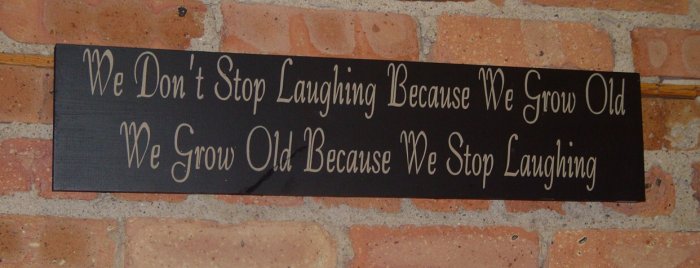 We Don't Stop Laughing Because We Grow Old
We Grow Old Because We Stop Laughing